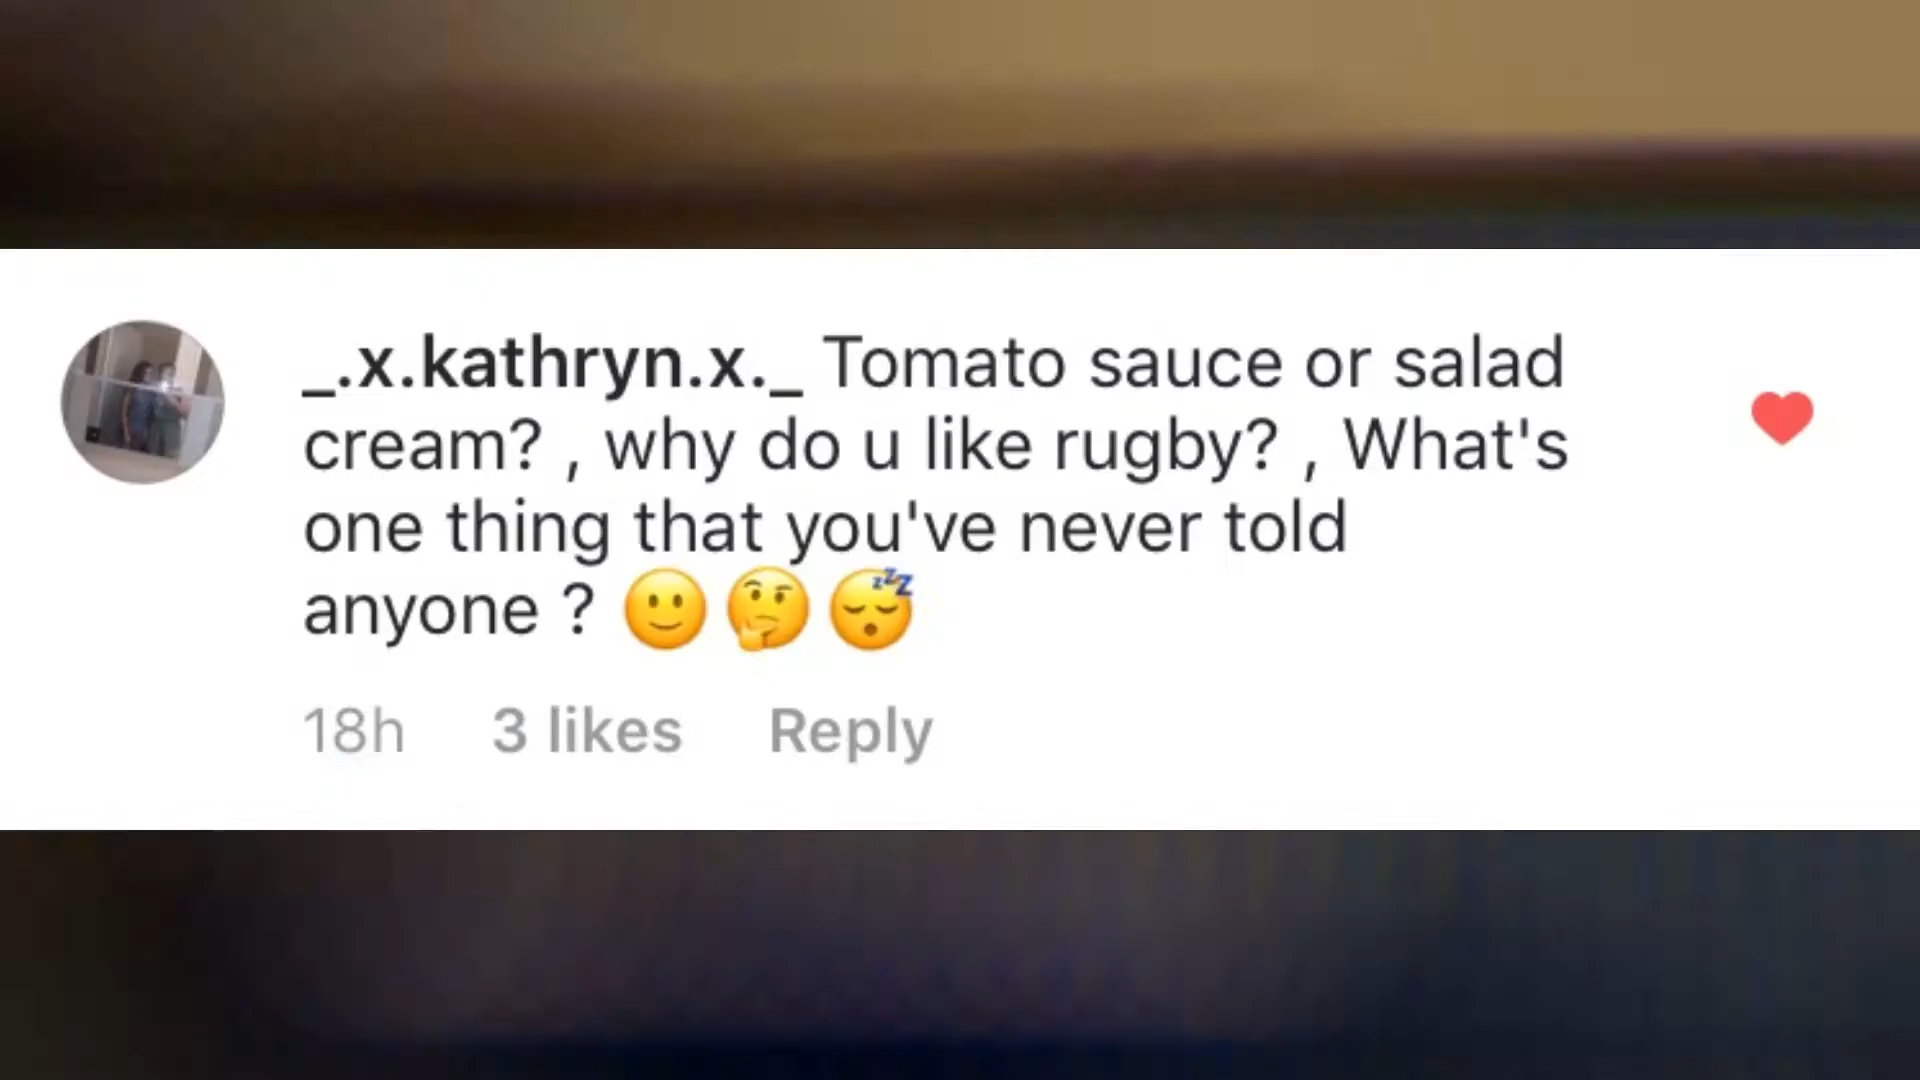 _.x.kathryn.x._ Tomato sauce or salad
cream? , why do u like rugby? , What's
one thing that you've never told
anyone ? 🙂🤔😴
18h 3 likes Reply